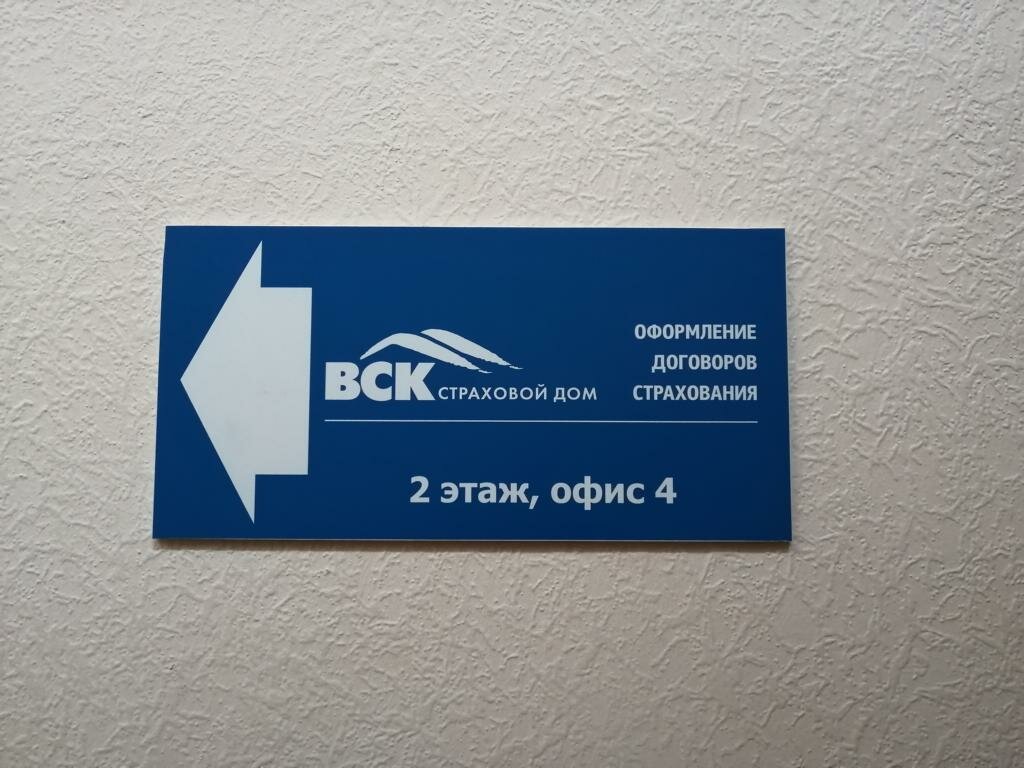 ВСК СТРАХОВОЙ ДОМ
ОФОРМЛЕНИЕ
ДОГОВОРОВ
СТРАХОВАНИЯ
2 этаж, офис 4